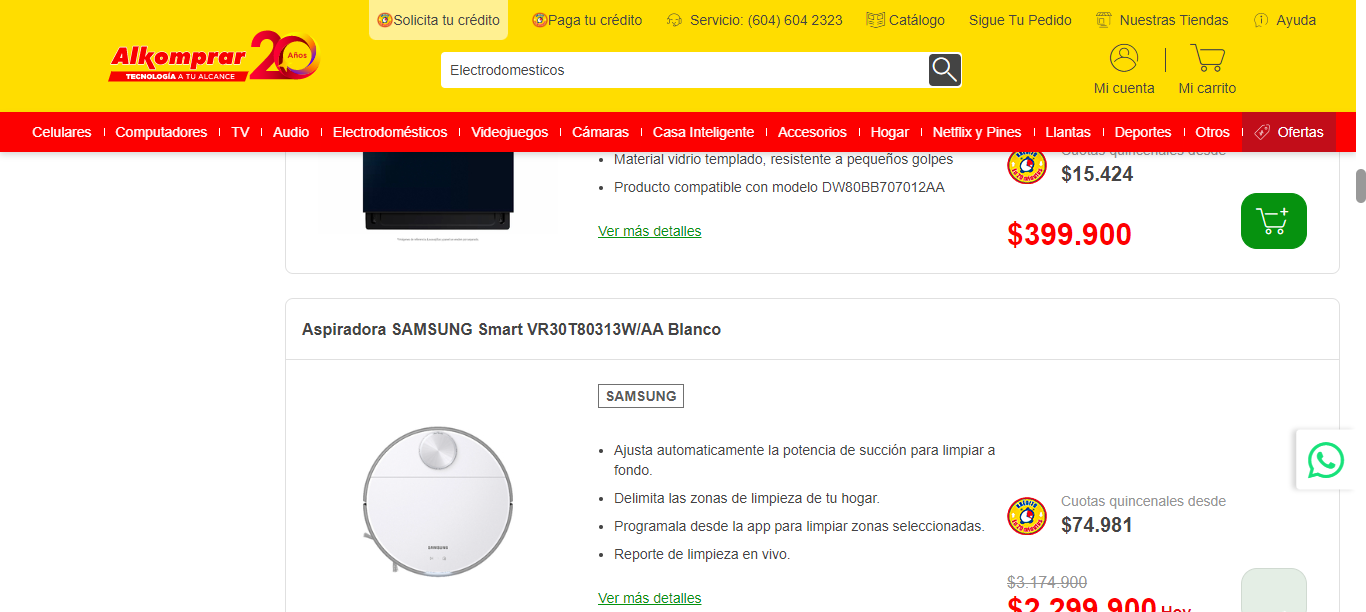 Solicita tu crédito
Paga tu crédito
Servicio: (604) 604 2323
Catálogo
Sigue Tu Pedido
Nuestras Tiendas
Ayuda
Alkomprar 20 Años
TECNOLOGÍA A TU ALCANCE
Electrodomesticos
Mi cuenta
Mi carrito
Celulares
Computadores
TV
Audio
Electrodomésticos
Videojuegos
Cámaras
Casa Inteligente
Accesorios
Hogar
Netflix y Pines
Llantas
Deportes
Otros
Ofertas
Material vidrio templado, resistente a pequeños golpes
Producto compatible con modelo DW80BB707012AA
Ver más detalles
Cuotas quincenales desde
$15.424
$399.900
Aspiradora SAMSUNG Smart VR30T80313W/AA Blanco
SAMSUNG
SAMSUNG
Ajusta automaticamente la potencia de succión para limpiar a
fondo.
Delimita las zonas de limpieza de tu hogar.
Programala desde la app para limpiar zonas seleccionadas.
Reporte de limpieza en vivo.
Ver más detalles
Cuotas quincenales desde
$74.981
$3.174.900
$2.299.900 Hoy